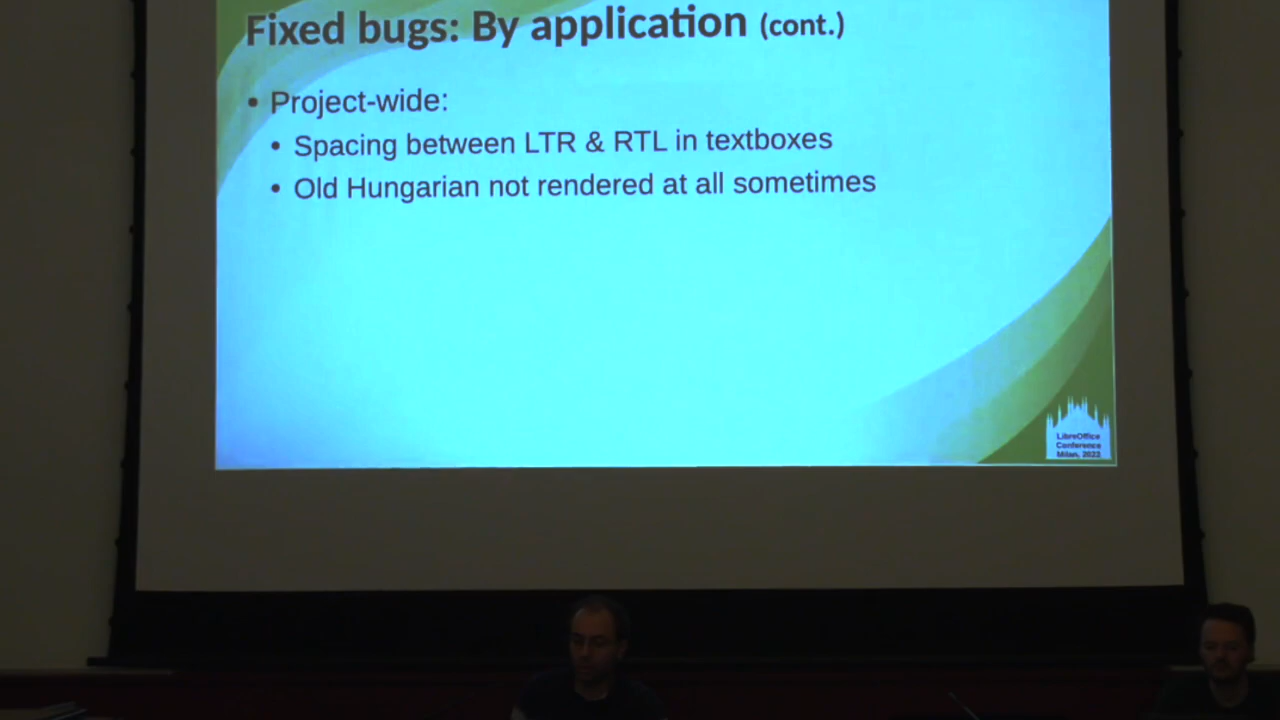 Fixed bugs: By application (cont.)
• Project-wide:
• Spacing between LTR & RTL in textboxes
• Old Hungarian not rendered at all sometimes
LibreOffice
Conference
Milan, 2022